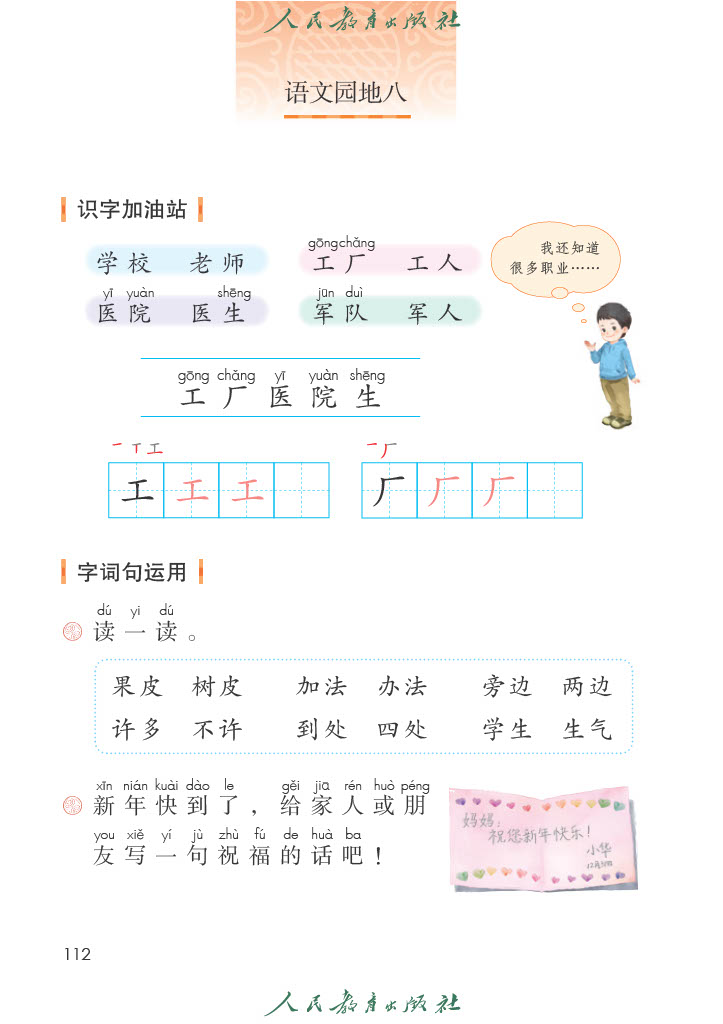 人民教育出版社
语文园地八
识字加油站
gōngchǎng
学校 老师 工厂 工人
我还知道
很多职业……
yī yuàn shēng jūn duì
医院 医生 军队 军人
gōng chǎng yī yuàn shēng
工厂医院生
一 丅 工 一 厂
工 工 工 厂 厂 厂
字词句运用
dú yi dú
读一读。
果皮 树皮 加法 办法 旁边 两边
许多 不许 到处 四处 学生 生气
xīn nián kuài dào le gěi jiā rén huò péng
新年快到了，给家人或朋
you xiě yí jù zhù fú de huà ba
友写一句祝福的话吧！
妈妈：
祝您新年快乐！
小华
112
人民教育出版社